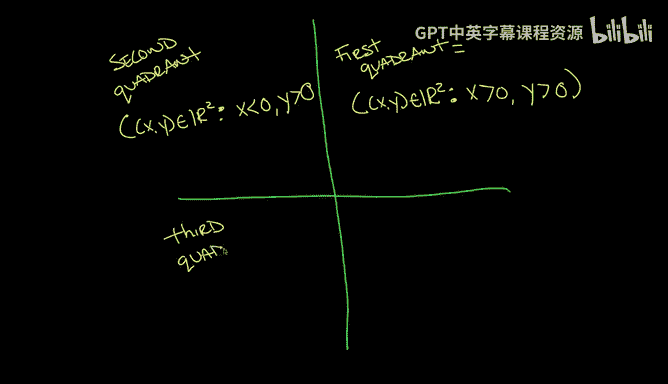 GPT中英字幕课程资源 bilibili
SECOND
QUADRANT
((x,y)∈ℝ²: x<0, y>0
FIRST
QUADRANT =
((x,y)∈ℝ²: x>0, y>0)
THIRD
QUAD